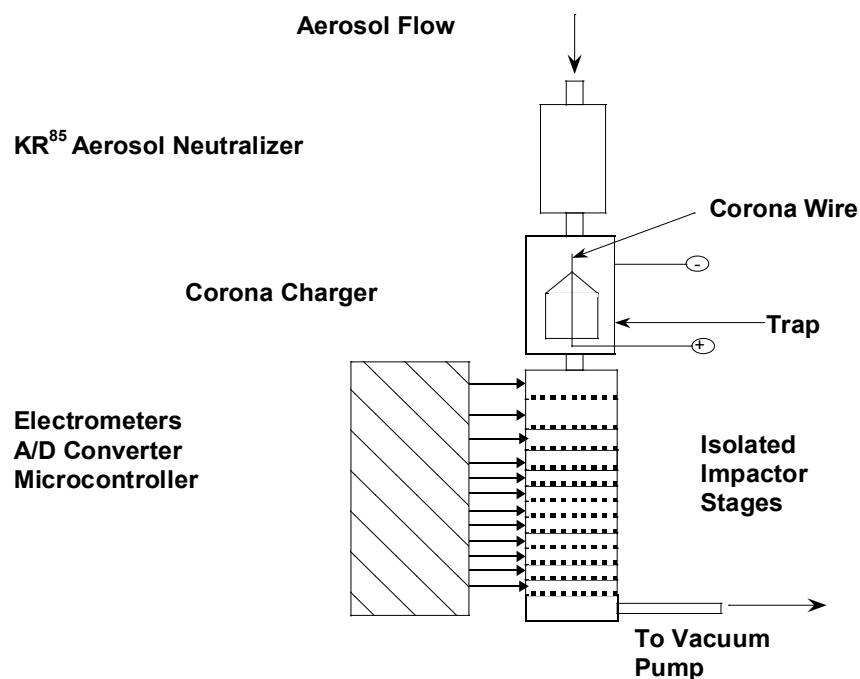 Aerosol Flow
KR85 Aerosol Neutralizer
Corona Wire
-
Corona Charger
Trap
+
Electrometers
A/D Converter
Microcontroller
Isolated
Impactor
Stages
To Vacuum
Pump